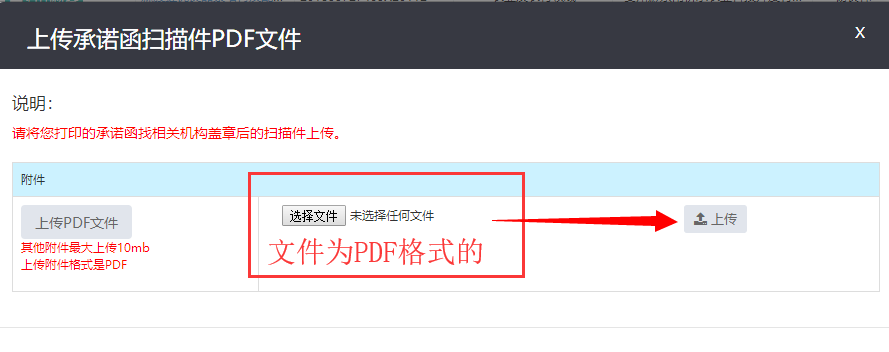 上传承诺函扫描件PDF文件
X
说明：
请将您打印的承诺函找相关机构盖章后的扫描件上传。
附件
上传PDF文件
选择文件 未选择任何文件
上传
其他附件最大上传10mb
上传附件格式是PDF
文件为PDF格式的